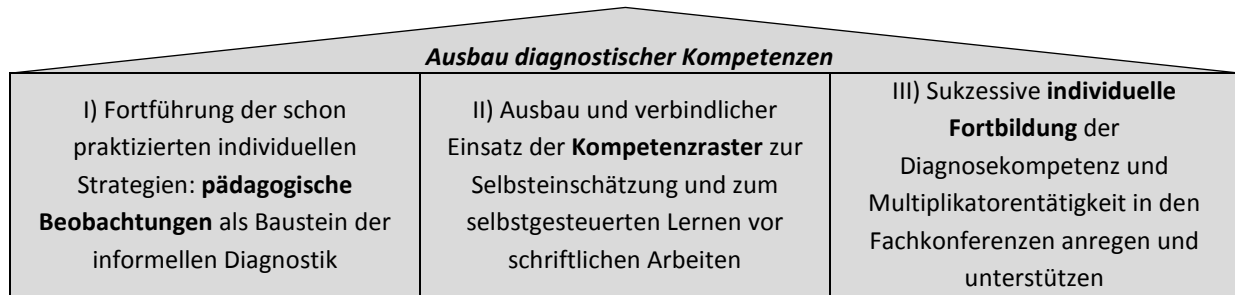 Ausbau diagnostischer Kompetenzen
I) Fortführung der schon
praktizierten individuellen
Strategien: pädagogische
Beobachtungen als Baustein der
informellen Diagnostik
II) Ausbau und verbindlicher
Einsatz der Kompetenzraster zur
Selbsteinschätzung und zum
selbstgesteuerten Lernen vor
schriftlichen Arbeiten
III) Sukzessive individuelle
Fortbildung der
Diagnosekompetenz und
Multiplikatorentätigkeit in den
Fachkonferenzen anregen und
unterstützen